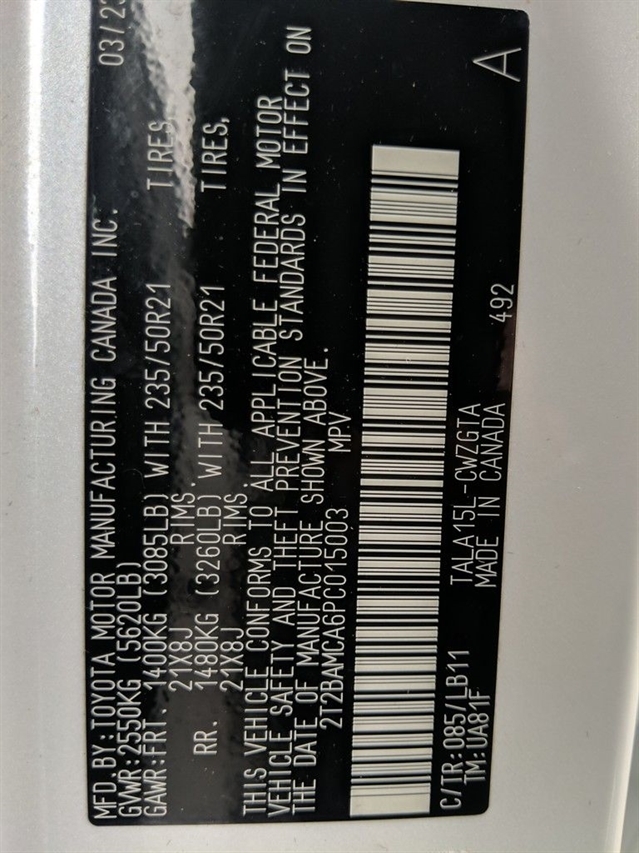 MFD.BY:TOYOTA MOTOR MANUFACTURING CANADA INC. 03/23
GVWR:2550KG (5620LB)
GAWR:FRT. 1400KG (3085LB) WITH 235/50R21 TIRES,
21X8J RIMS.
RR. 1480KG (3260LB) WITH 235/50R21 TIRES,
21X8J RIMS.
THIS VEHICLE CONFORMS TO ALL APPLICABLE FEDERAL MOTOR
VEHICLE SAFETY AND THEFT PREVENTION STANDARDS IN EFFECT ON
THE DATE OF MANUFACTURE SHOWN ABOVE.
2T2BAMCA6PC015003 MPV
C/TR:085/LB11 TALA15L-CWZGTA
TM:UA81F MADE IN CANADA 492 A